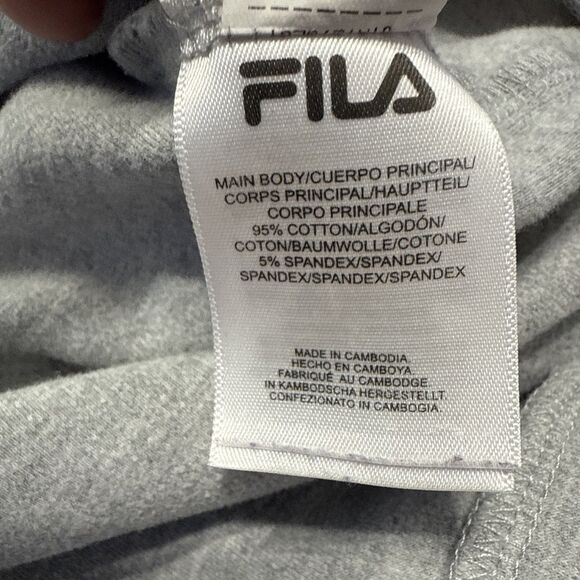 FILA
MAIN BODY/CUERPO PRINCIPAL/
CORPS PRINCIPAL/HAUPTTEIL/
CORPO PRINCIPALE
95% COTTON/ALGODÓN/
COTON/BAUMWOLLE/COTONE
5% SPANDEX/SPANDEX/
SPANDEX/SPANDEX/SPANDEX
MADE IN CAMBODIA.
HECHO EN CAMBOYA.
FABRIQUÉ AU CAMBODGE.
IN KAMBODSCHA HERGESTELLT.
CONFEZIONATO IN CAMBOGIA.